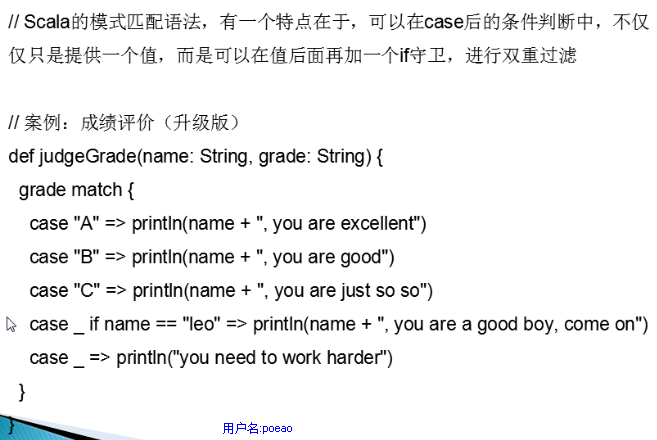 // Scala的模式匹配语法，有一个特点在于，可以在case后的条件判断中，不仅
仅只是提供一个值，而是可以在值后面再加一个if守卫，进行双重过滤
// 案例：成绩评价（升级版）
def judgeGrade(name: String, grade: String) {
grade match {
case "A" => println(name + ", you are excellent")
case "B" => println(name + ", you are good")
case "C" => println(name + ", you are just so so")
case _ if name == "leo" => println(name + ", you are a good boy, come on")
case _ => println("you need to work harder")
}
}
用户名:poeao